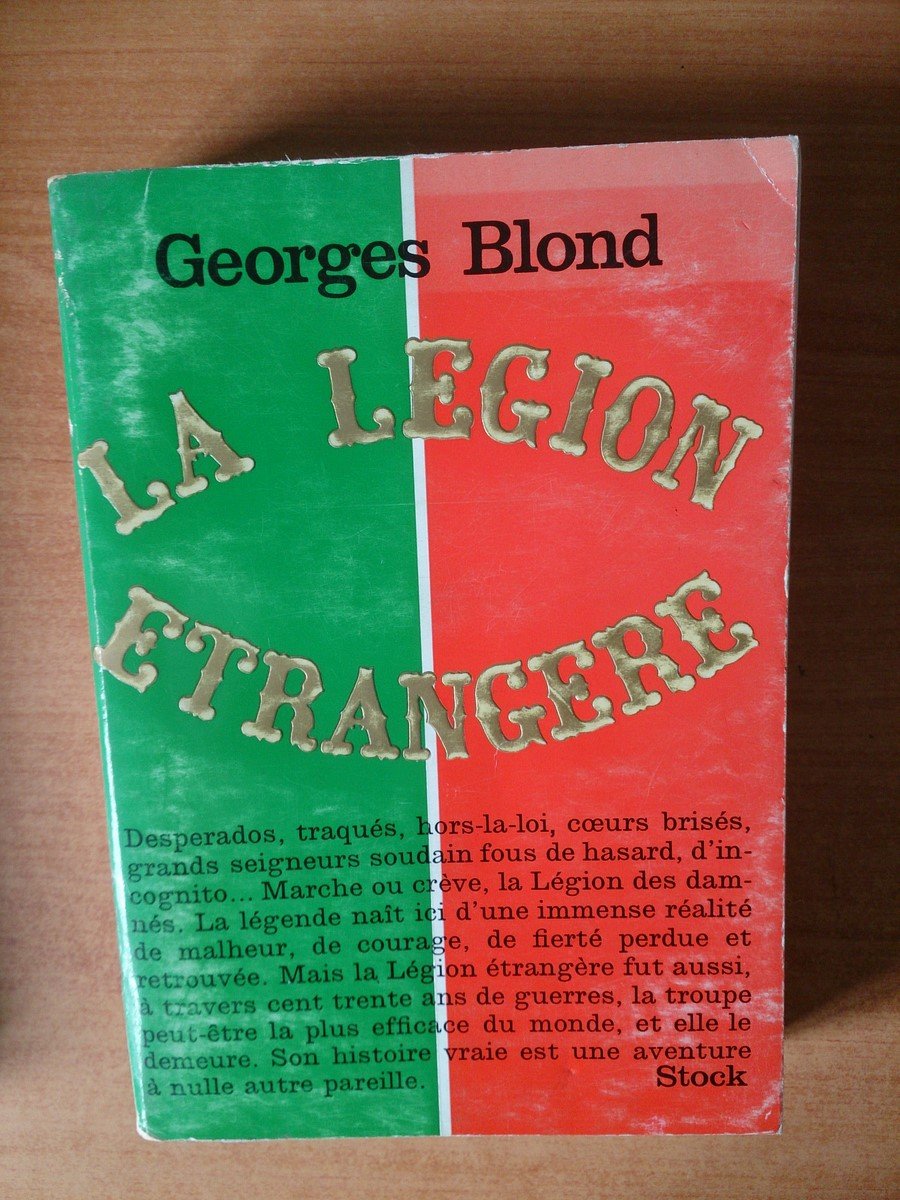 Georges Blond
LA LEGION
ETRANGERE
Desperados, traqués, hors-la-loi, cœurs brisés,
grands seigneurs soudain fous de hasard, d'in-
cognito... Marche ou crève, la Légion des dam-
nés. La légende naît ici d'une immense réalité
de malheur, de courage, de fierté perdue et
retrouvée. Mais la Légion étrangère fut aussi,
à travers cent trente ans de guerres, la troupe
peut-être la plus efficace du monde, et elle le
demeure. Son histoire vraie est une aventure
à nulle autre pareille.
Stock